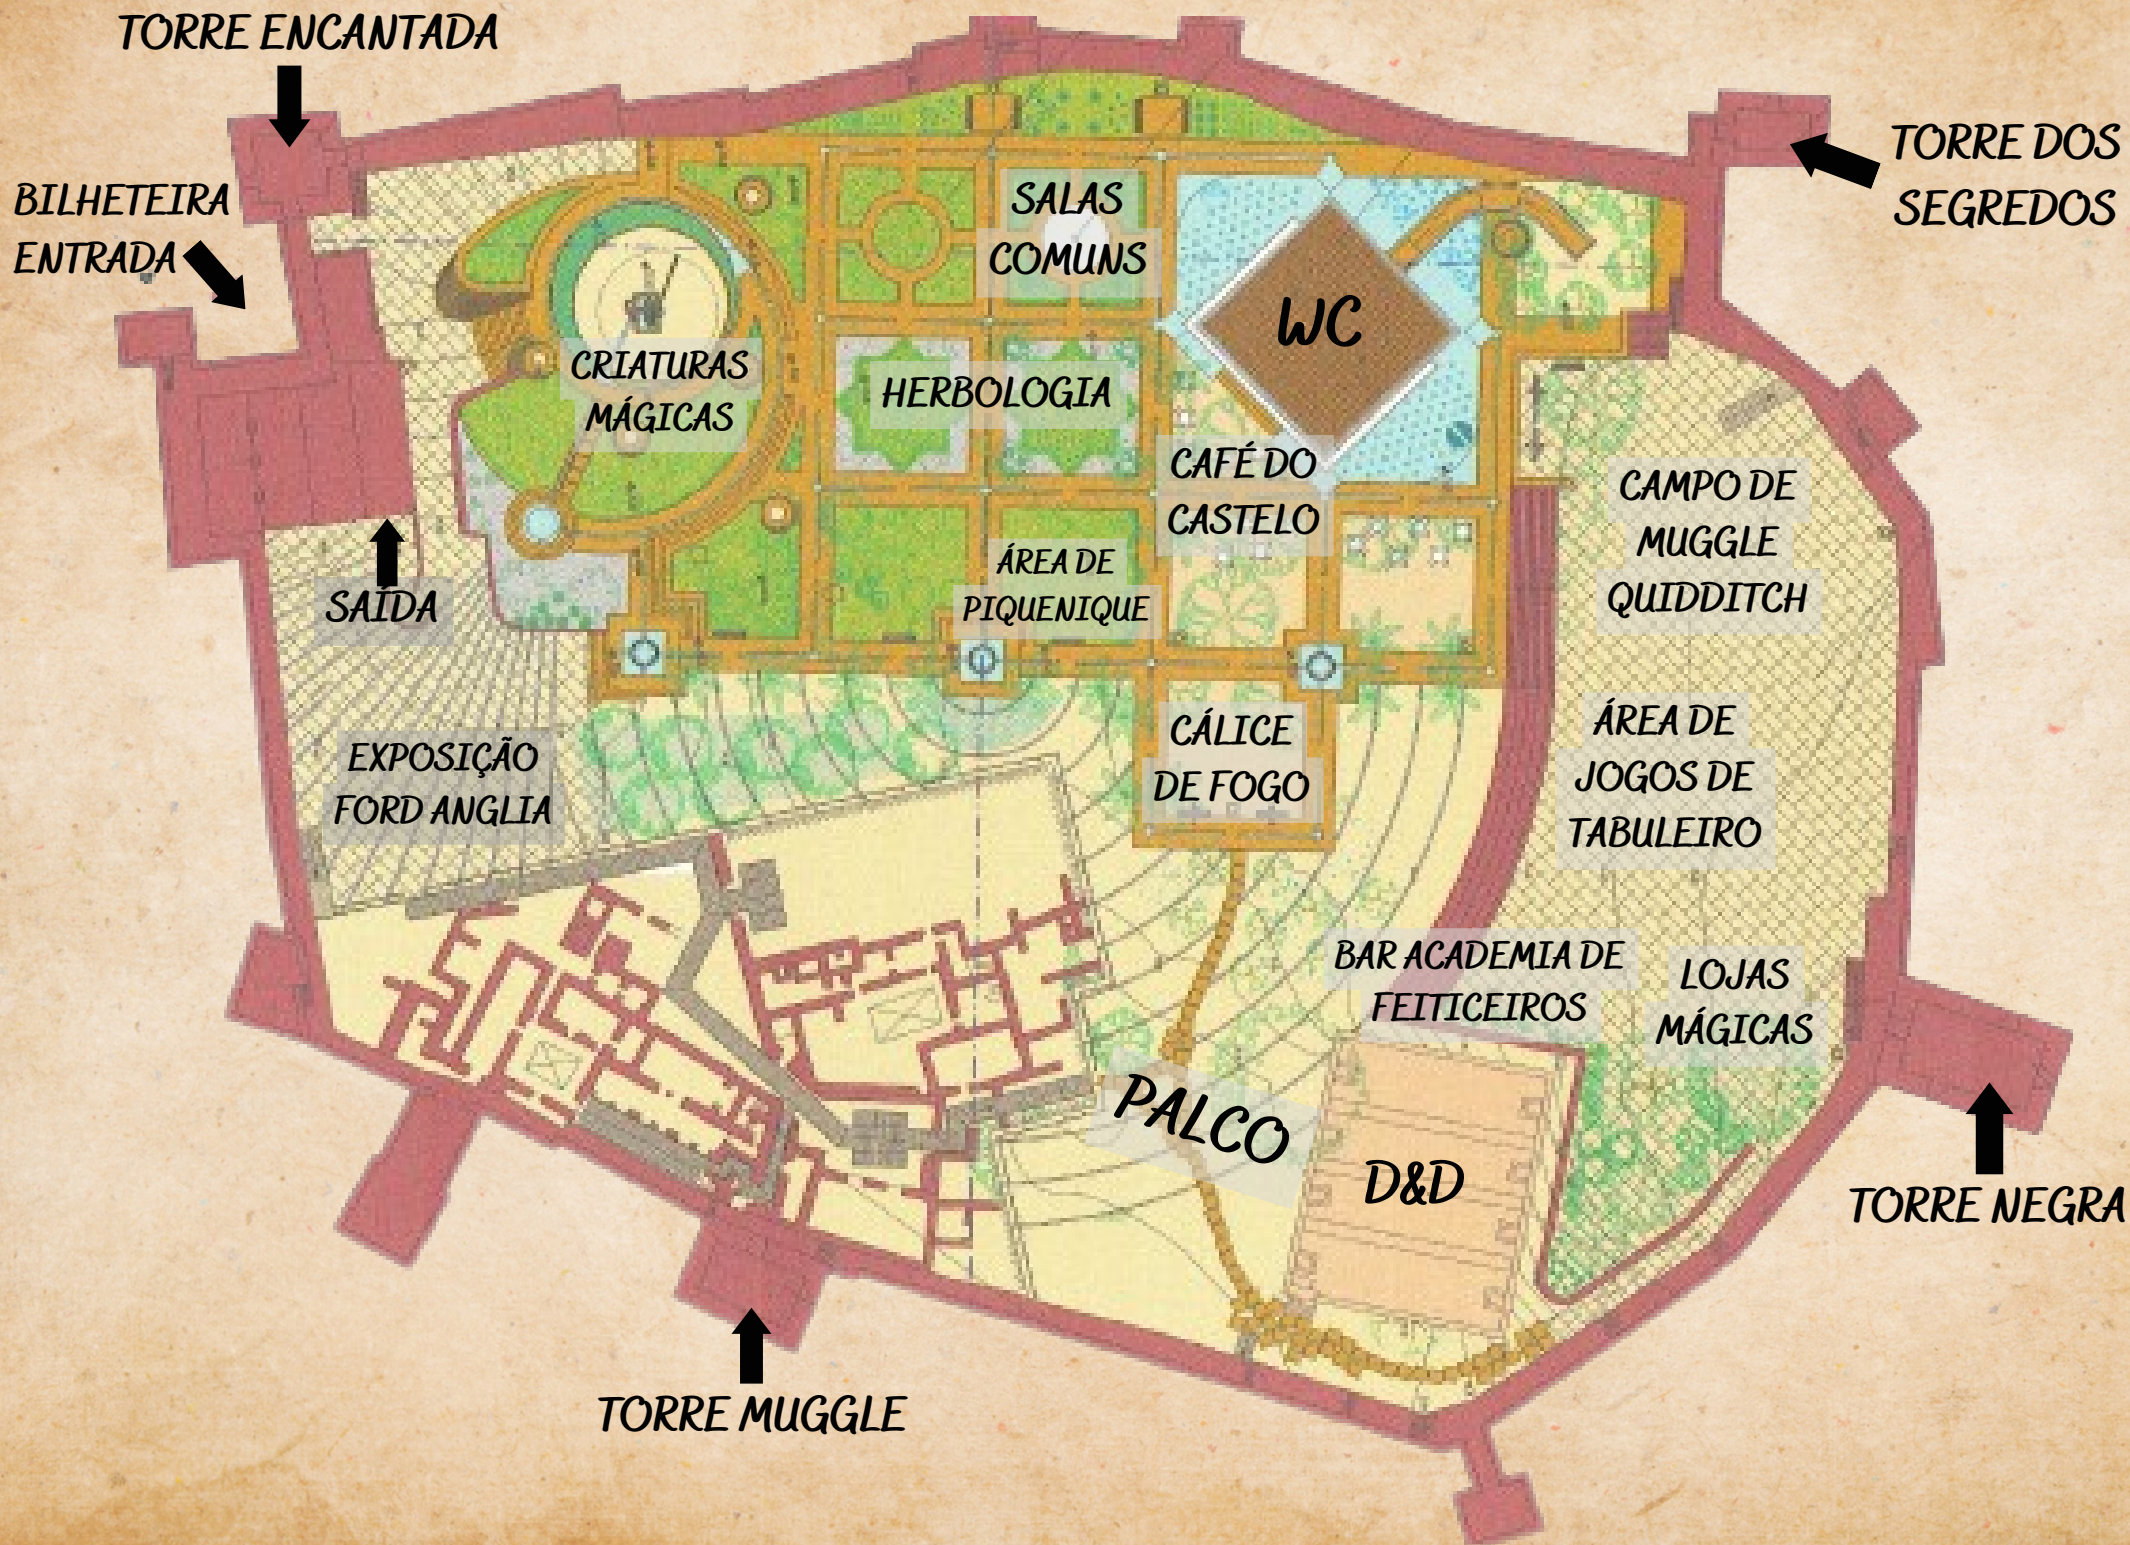 TORRE ENCANTADA
BILHETEIRA
ENTRADA
TORRE DOS
SEGREDOS
SALAS
COMUNS
WC
CRIATURAS
MÁGICAS
HERBOLOGIA
CAFÉ DO
CASTELO
CAMPO DE
MUGGLE
QUIDDITCH
ÁREA DE
PIQUENIQUE
SAÍDA
EXPOSIÇÃO
FORD ANGLIA
CÁLICE
DE FOGO
ÁREA DE
JOGOS DE
TABULEIRO
BAR ACADEMIA DE
FEITICEIROS
LOJAS
MÁGICAS
PALCO
D&D
TORRE NEGRA
TORRE MUGGLE